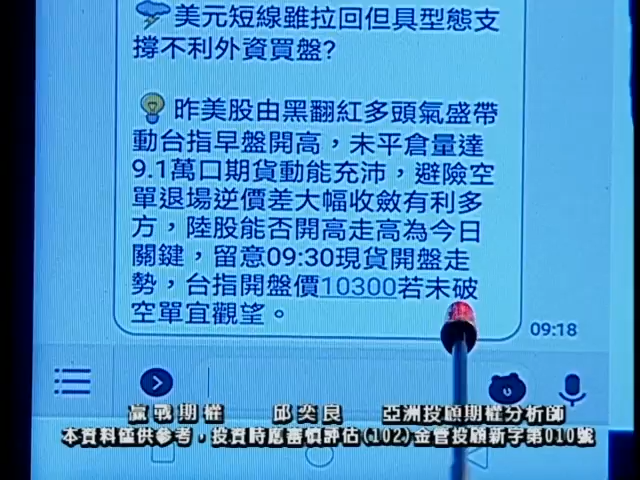 美元短線雖拉回但具型態支
撐不利外資買盤?
昨美股由黑翻紅多頭氣盛帶
動台指早盤開高，未平倉量達
9.1萬口期貨動能充沛，避險空
單退場逆價差大幅收斂有利多
方，陸股能否開高走高為今日
關鍵，留意09:30現貨開盤走
勢，台指開盤價10300若未破
空單宜觀望。
09:18
贏戰期權 邱奕良 亞洲投顧期權分析師
本資料僅供參考，投資時應審慎評估(102)金管投顧新字第010號